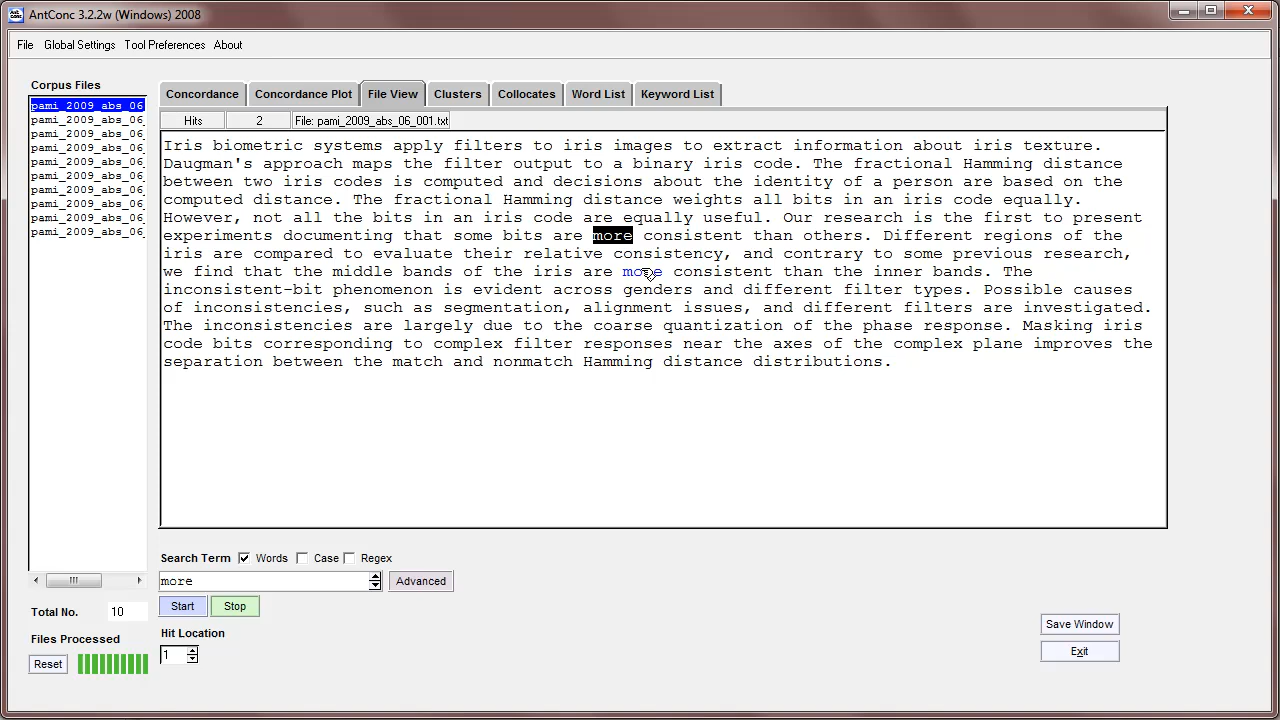 AntConc 3.2.2w (Windows) 2008
File Global Settings Tool Preferences About
Corpus Files
pami_2009_abs_06
pami_2009_abs_06_
pami_2009_abs_06_
pami_2009_abs_06_
pami_2009_abs_06_
pami_2009_abs_06_
pami_2009_abs_06_
pami_2009_abs_06_
pami_2009_abs_06_
pami_2009_abs_06_
Total No. 10
Files Processed
Reset
Concordance Concordance Plot File View Clusters Collocates Word List Keyword List
Hits 2 File: pami_2009_abs_06_001.txt
Iris biometric systems apply filters to iris images to extract information about iris texture.
Daugman's approach maps the filter output to a binary iris code. The fractional Hamming distance
between two iris codes is computed and decisions about the identity of a person are based on the
computed distance. The fractional Hamming distance weights all bits in an iris code equally.
However, not all the bits in an iris code are equally useful. Our research is the first to present
experiments documenting that some bits are more consistent than others. Different regions of the
iris are compared to evaluate their relative consistency, and contrary to some previous research,
we find that the middle bands of the iris are more consistent than the inner bands. The
inconsistent-bit phenomenon is evident across genders and different filter types. Possible causes
of inconsistencies, such as segmentation, alignment issues, and different filters are investigated.
The inconsistencies are largely due to the coarse quantization of the phase response. Masking iris
code bits corresponding to complex filter responses near the axes of the complex plane improves the
separation between the match and nonmatch Hamming distance distributions.
Search Term Words Case Regex
more Advanced
Start Stop
Hit Location
1
Save Window
Exit